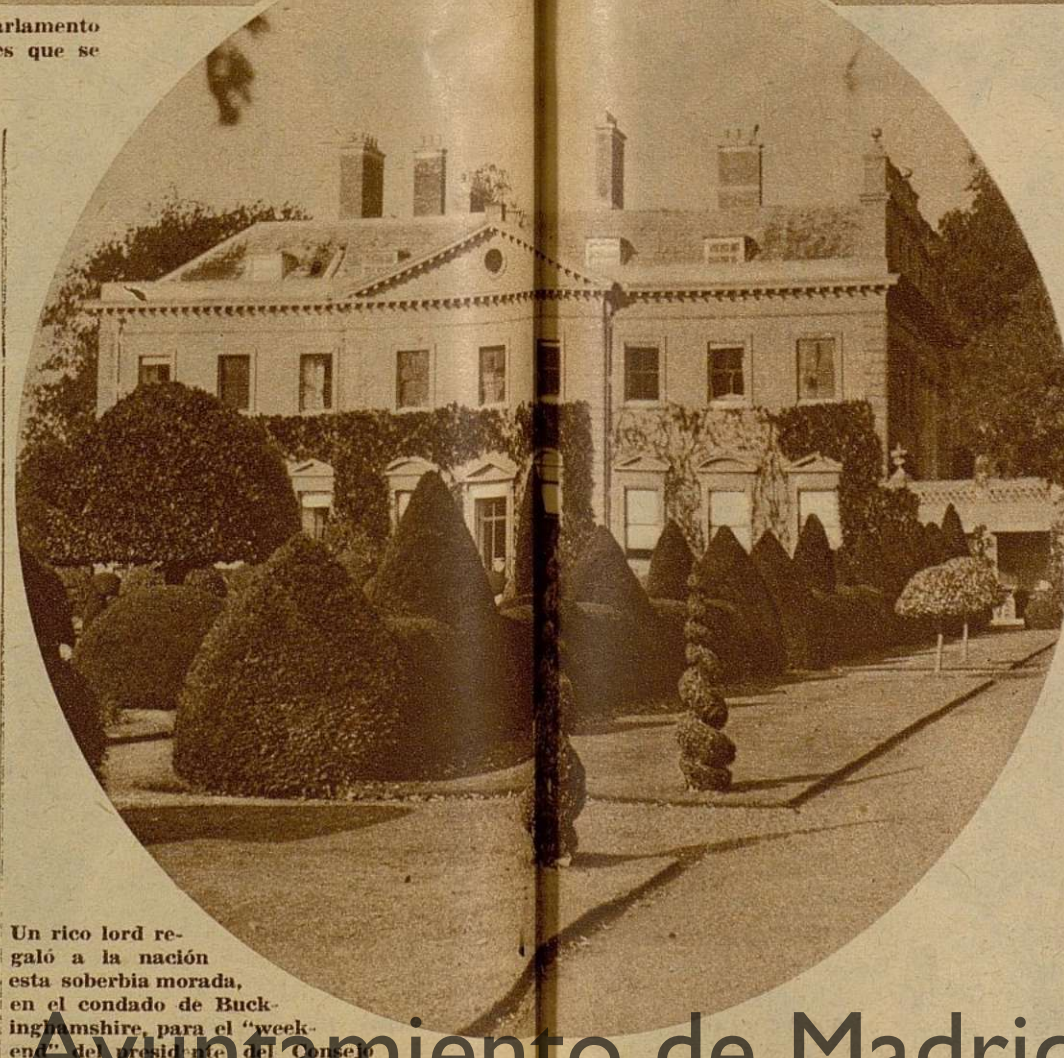 arlamento
es que se
Un rico lord re-
galó a la nación
esta soberbia morada,
en el condado de Buck-
inghamshire, para el "week-
end" del presidente del Consejo
Ayuntamiento de Madrid